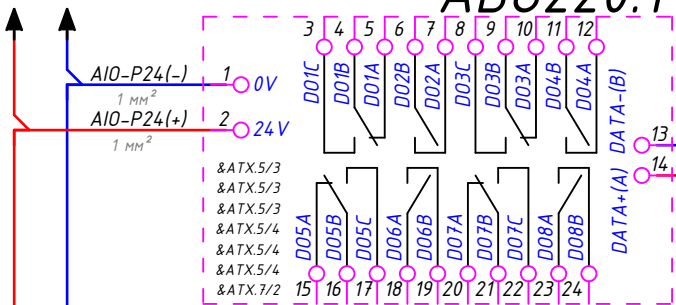 3 4 5 6 7 8 9 10 11 12
AIO-P24(-) 1 0V
1 мм²
AIO-P24(+) 2 24V
1 мм²
DO1C DO1B DO1A DO2B DO2A DO3C DO3B DO3A DO4B DO4A DATA-(B) 13
14
&ATX.5/3
&ATX.5/3
&ATX.5/3
&ATX.5/4
&ATX.5/4
&ATX.5/4
&ATX.7/2
DO5A DO5B DO5C DO6A DO6B DO7A DO7B DO7C DO8A DO8B DATA+(A)
15 16 17 18 19 20 21 22 23 24